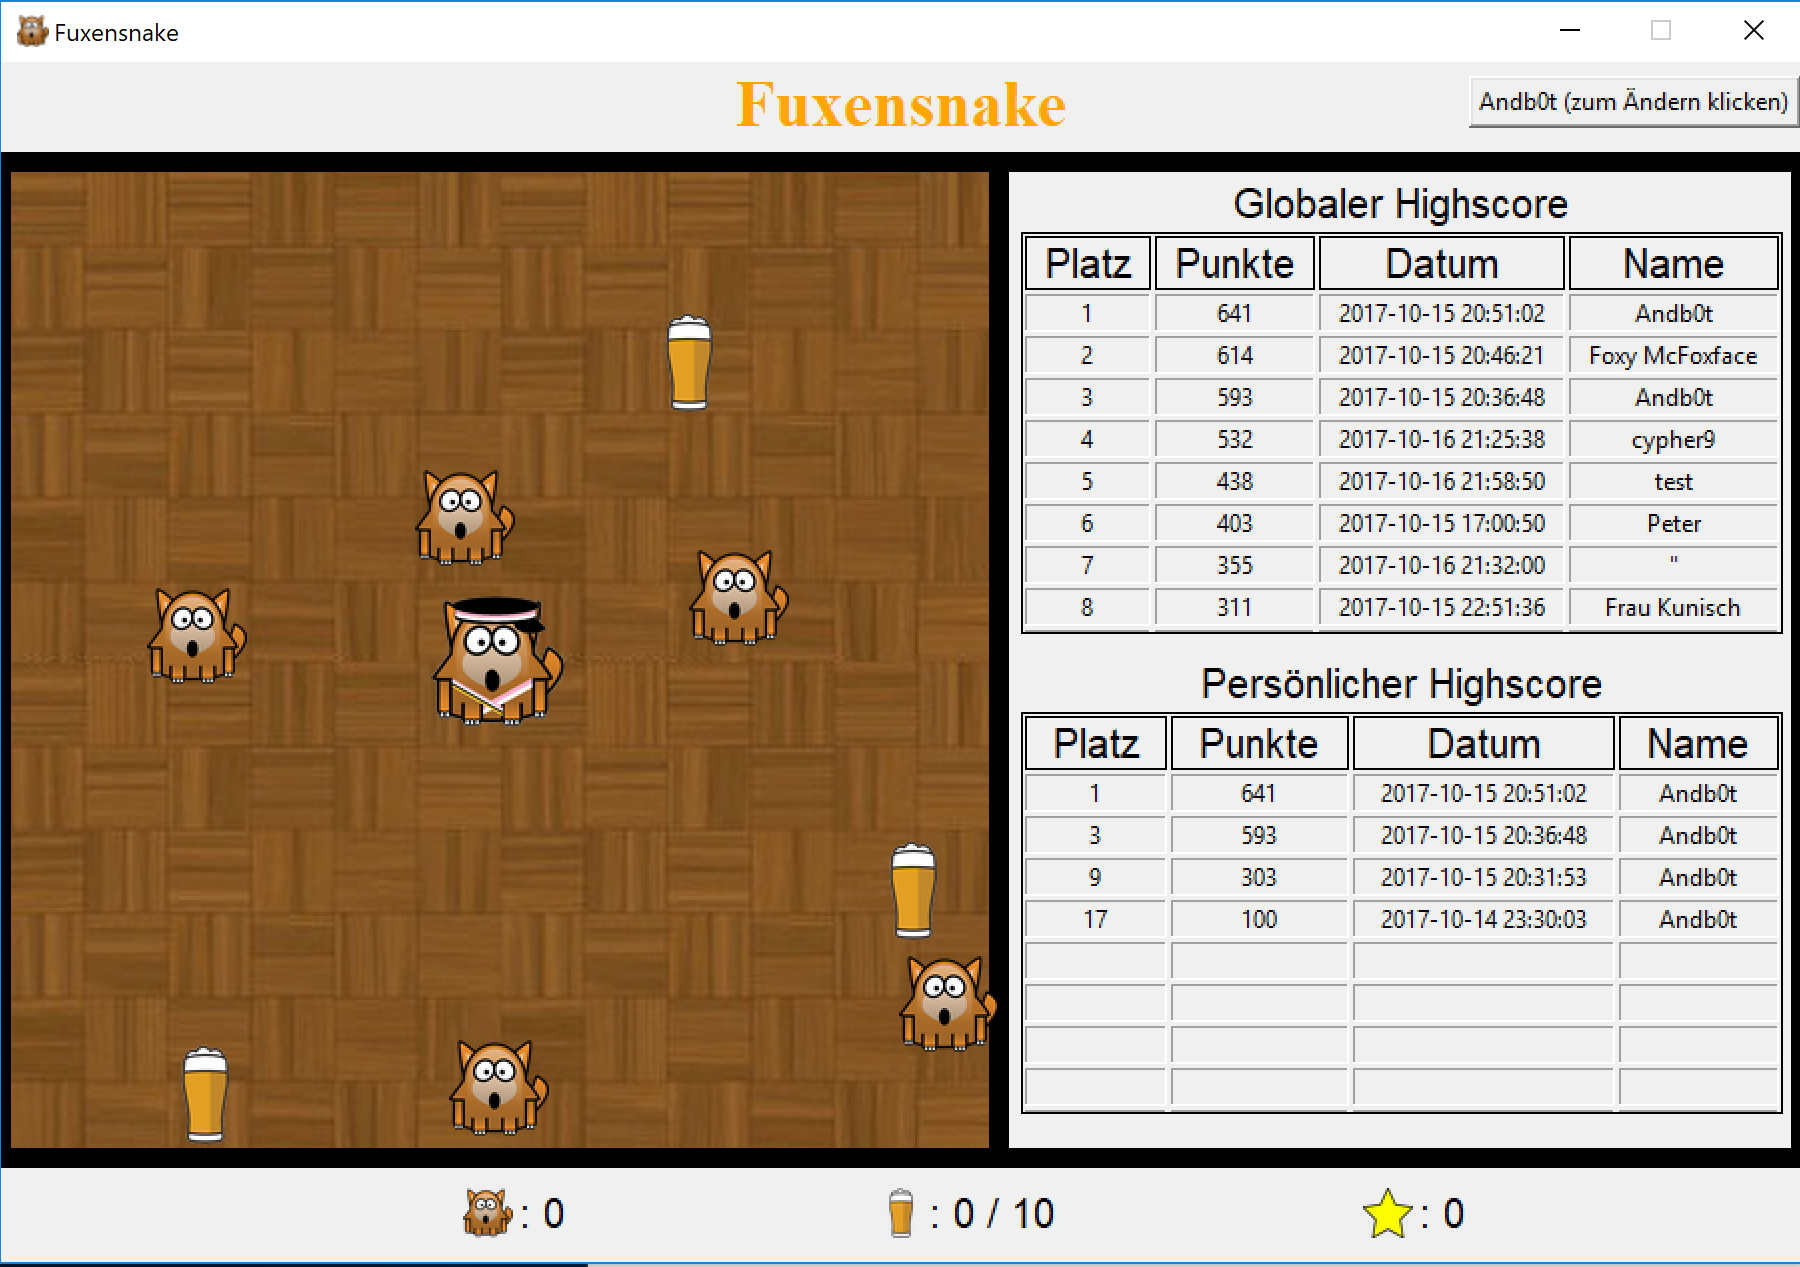 Fuxensnake
Fuxensnake
Andb0t (zum Ändern klicken)
Globaler Highscore
Platz Punkte Datum Name
1 641 2017-10-15 20:51:02 Andb0t
2 614 2017-10-15 20:46:21 Foxy McFoxface
3 593 2017-10-15 20:36:48 Andb0t
4 532 2017-10-16 21:25:38 cypher9
5 438 2017-10-16 21:58:50 test
6 403 2017-10-15 17:00:50 Peter
7 355 2017-10-16 21:32:00 "
8 311 2017-10-15 22:51:36 Frau Kunisch
Persönlicher Highscore
Platz Punkte Datum Name
1 641 2017-10-15 20:51:02 Andb0t
3 593 2017-10-15 20:36:48 Andb0t
9 303 2017-10-15 20:31:53 Andb0t
17 100 2017-10-14 23:30:03 Andb0t
: 0 : 0 / 10 : 0